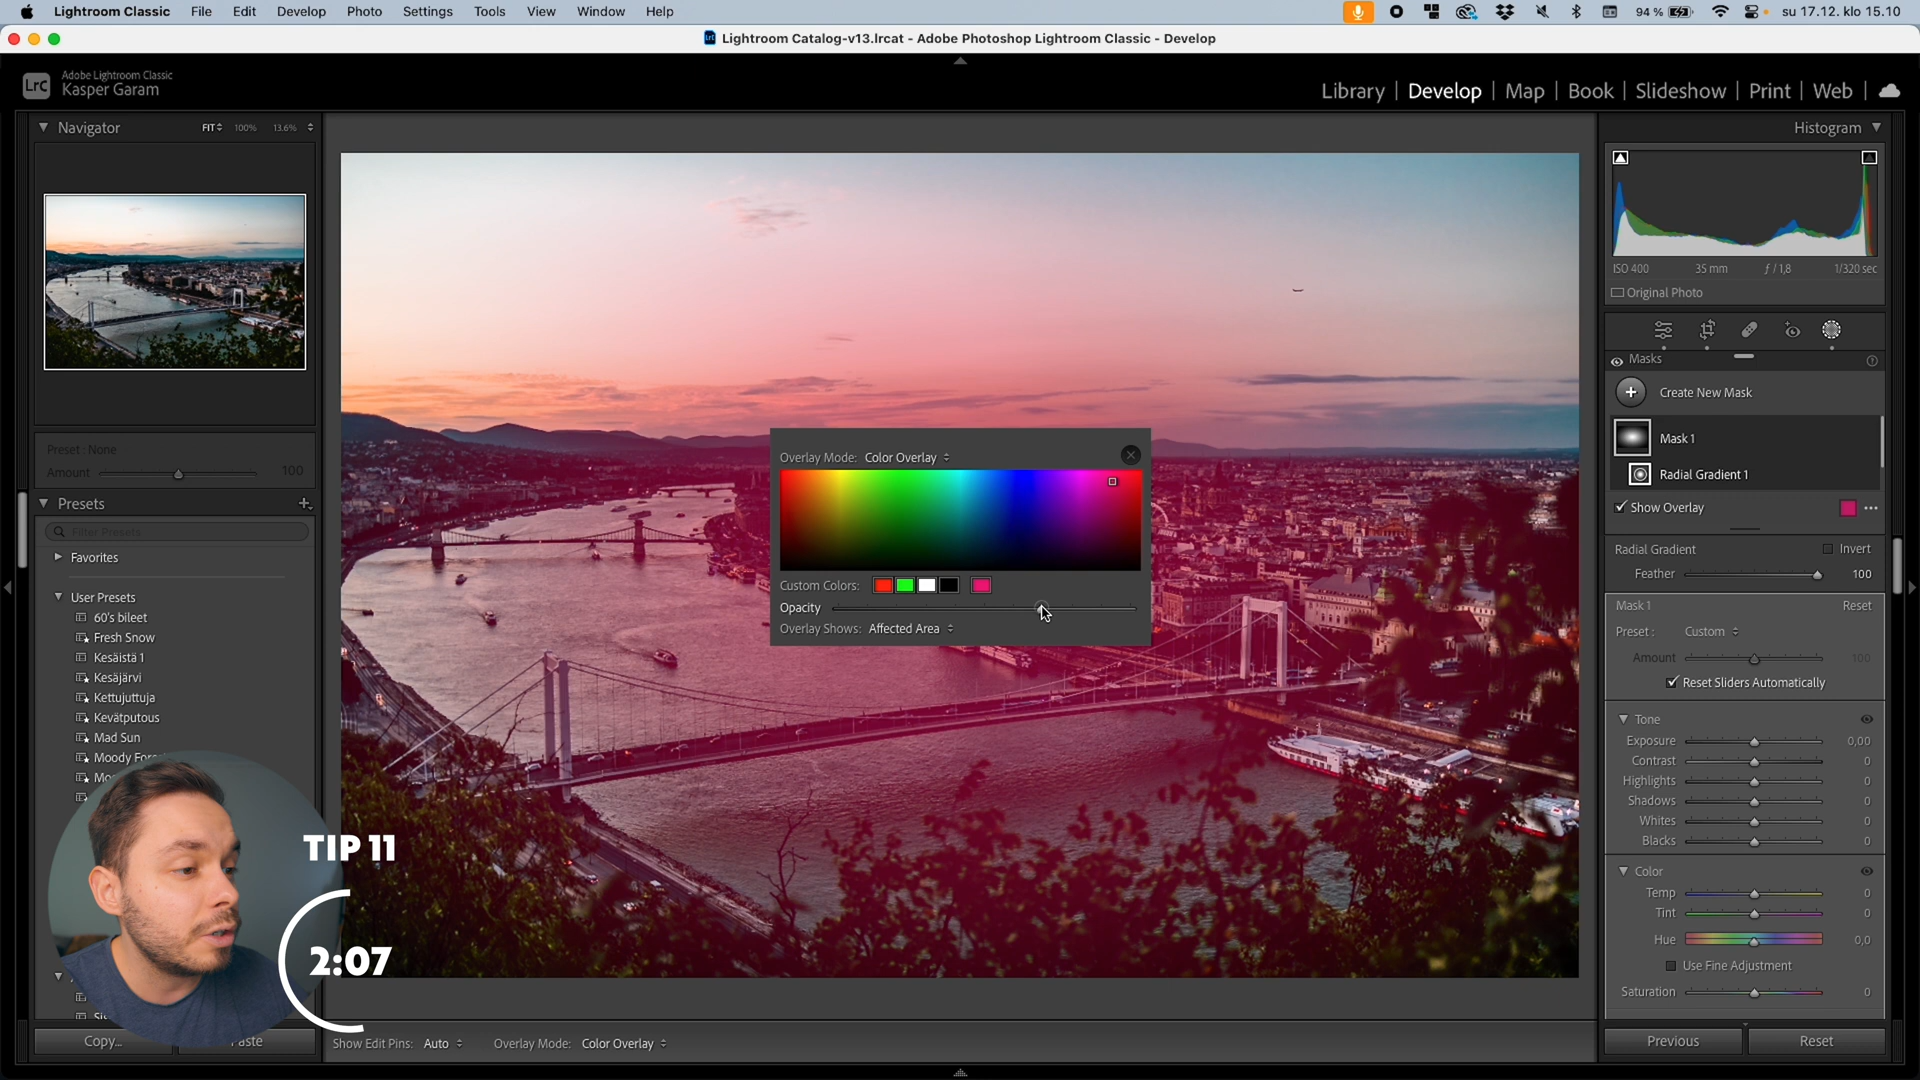 Lightroom Classic File Edit Develop Photo Settings Tools View Window Help 94 % su 17.12. klo 15.10
Lightroom Catalog-v13.lrcat - Adobe Photoshop Lightroom Classic - Develop
LrC Adobe Lightroom Classic
Kasper Garam
Library | Develop | Map | Book | Slideshow | Print | Web
Navigator FIT 100% 13.6%
Preset : None
Amount 100
Presets
Filter Presets
Favorites
User Presets
60's bileet
Fresh Snow
Kesäistä 1
Kesäjärvi
Kettujuttuja
Kevätputous
Mad Sun
TIP 11
2:07
Copy...
Overlay Mode: Color Overlay
Custom Colors:
Opacity
Overlay Shows: Affected Area
Show Edit Pins: Auto Overlay Mode: Color Overlay
Histogram
ISO 400 35 mm ƒ / 1,8 1/320 sec
Original Photo
Masks
Create New Mask
Mask 1
Radial Gradient 1
Show Overlay
Radial Gradient Invert
Feather 100
Mask 1 Reset
Preset : Custom
Amount 100
Reset Sliders Automatically
Tone
Exposure 0,00
Contrast 0
Highlights 0
Shadows 0
Whites 0
Blacks 0
Color
Temp 0
Tint 0
Hue 0,0
Use Fine Adjustment
Saturation 0
Previous Reset